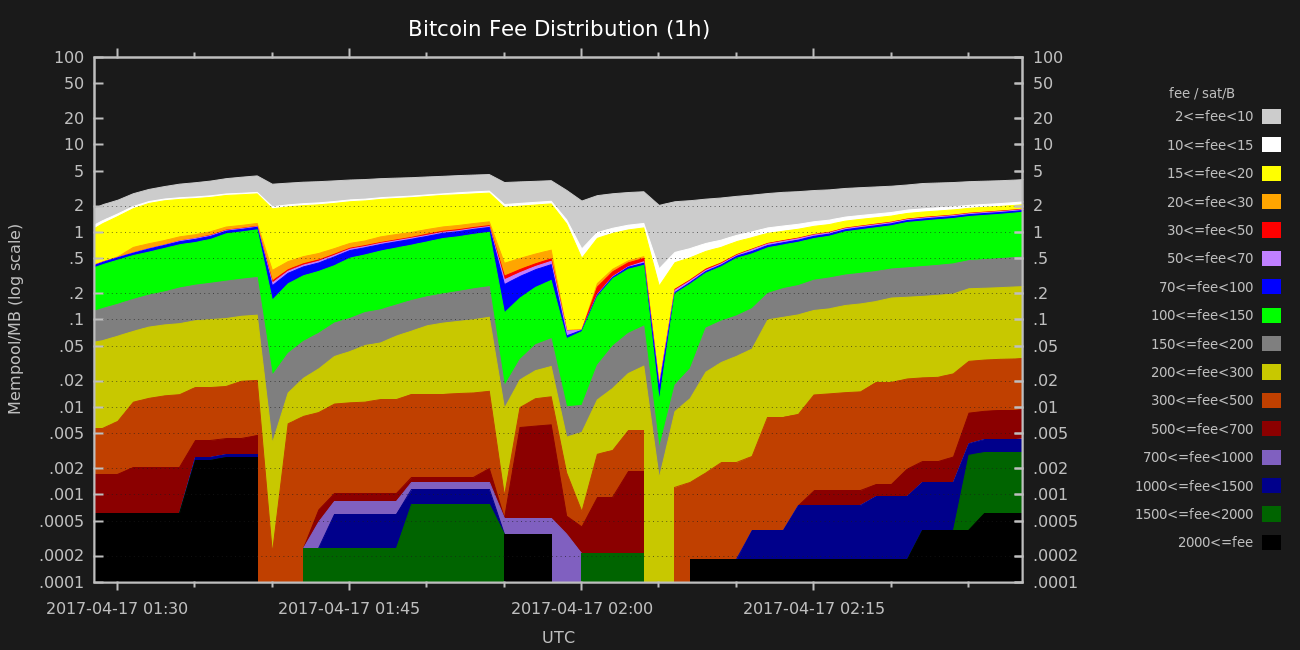 Bitcoin Fee Distribution (1h)
100
50
20
10
5
2
1
.5
.2
.1
.05
.02
.01
.005
.002
.001
.0005
.0002
.0001
Mempool/MB (log scale)
100
50
20
10
5
2
1
.5
.2
.1
.05
.02
.01
.005
.002
.001
.0005
.0002
.0001
2017-04-17 01:30
2017-04-17 01:45
2017-04-17 02:00
2017-04-17 02:15
UTC
fee / sat/B
2<=fee<10
10<=fee<15
15<=fee<20
20<=fee<30
30<=fee<50
50<=fee<70
70<=fee<100
100<=fee<150
150<=fee<200
200<=fee<300
300<=fee<500
500<=fee<700
700<=fee<1000
1000<=fee<1500
1500<=fee<2000
2000<=fee